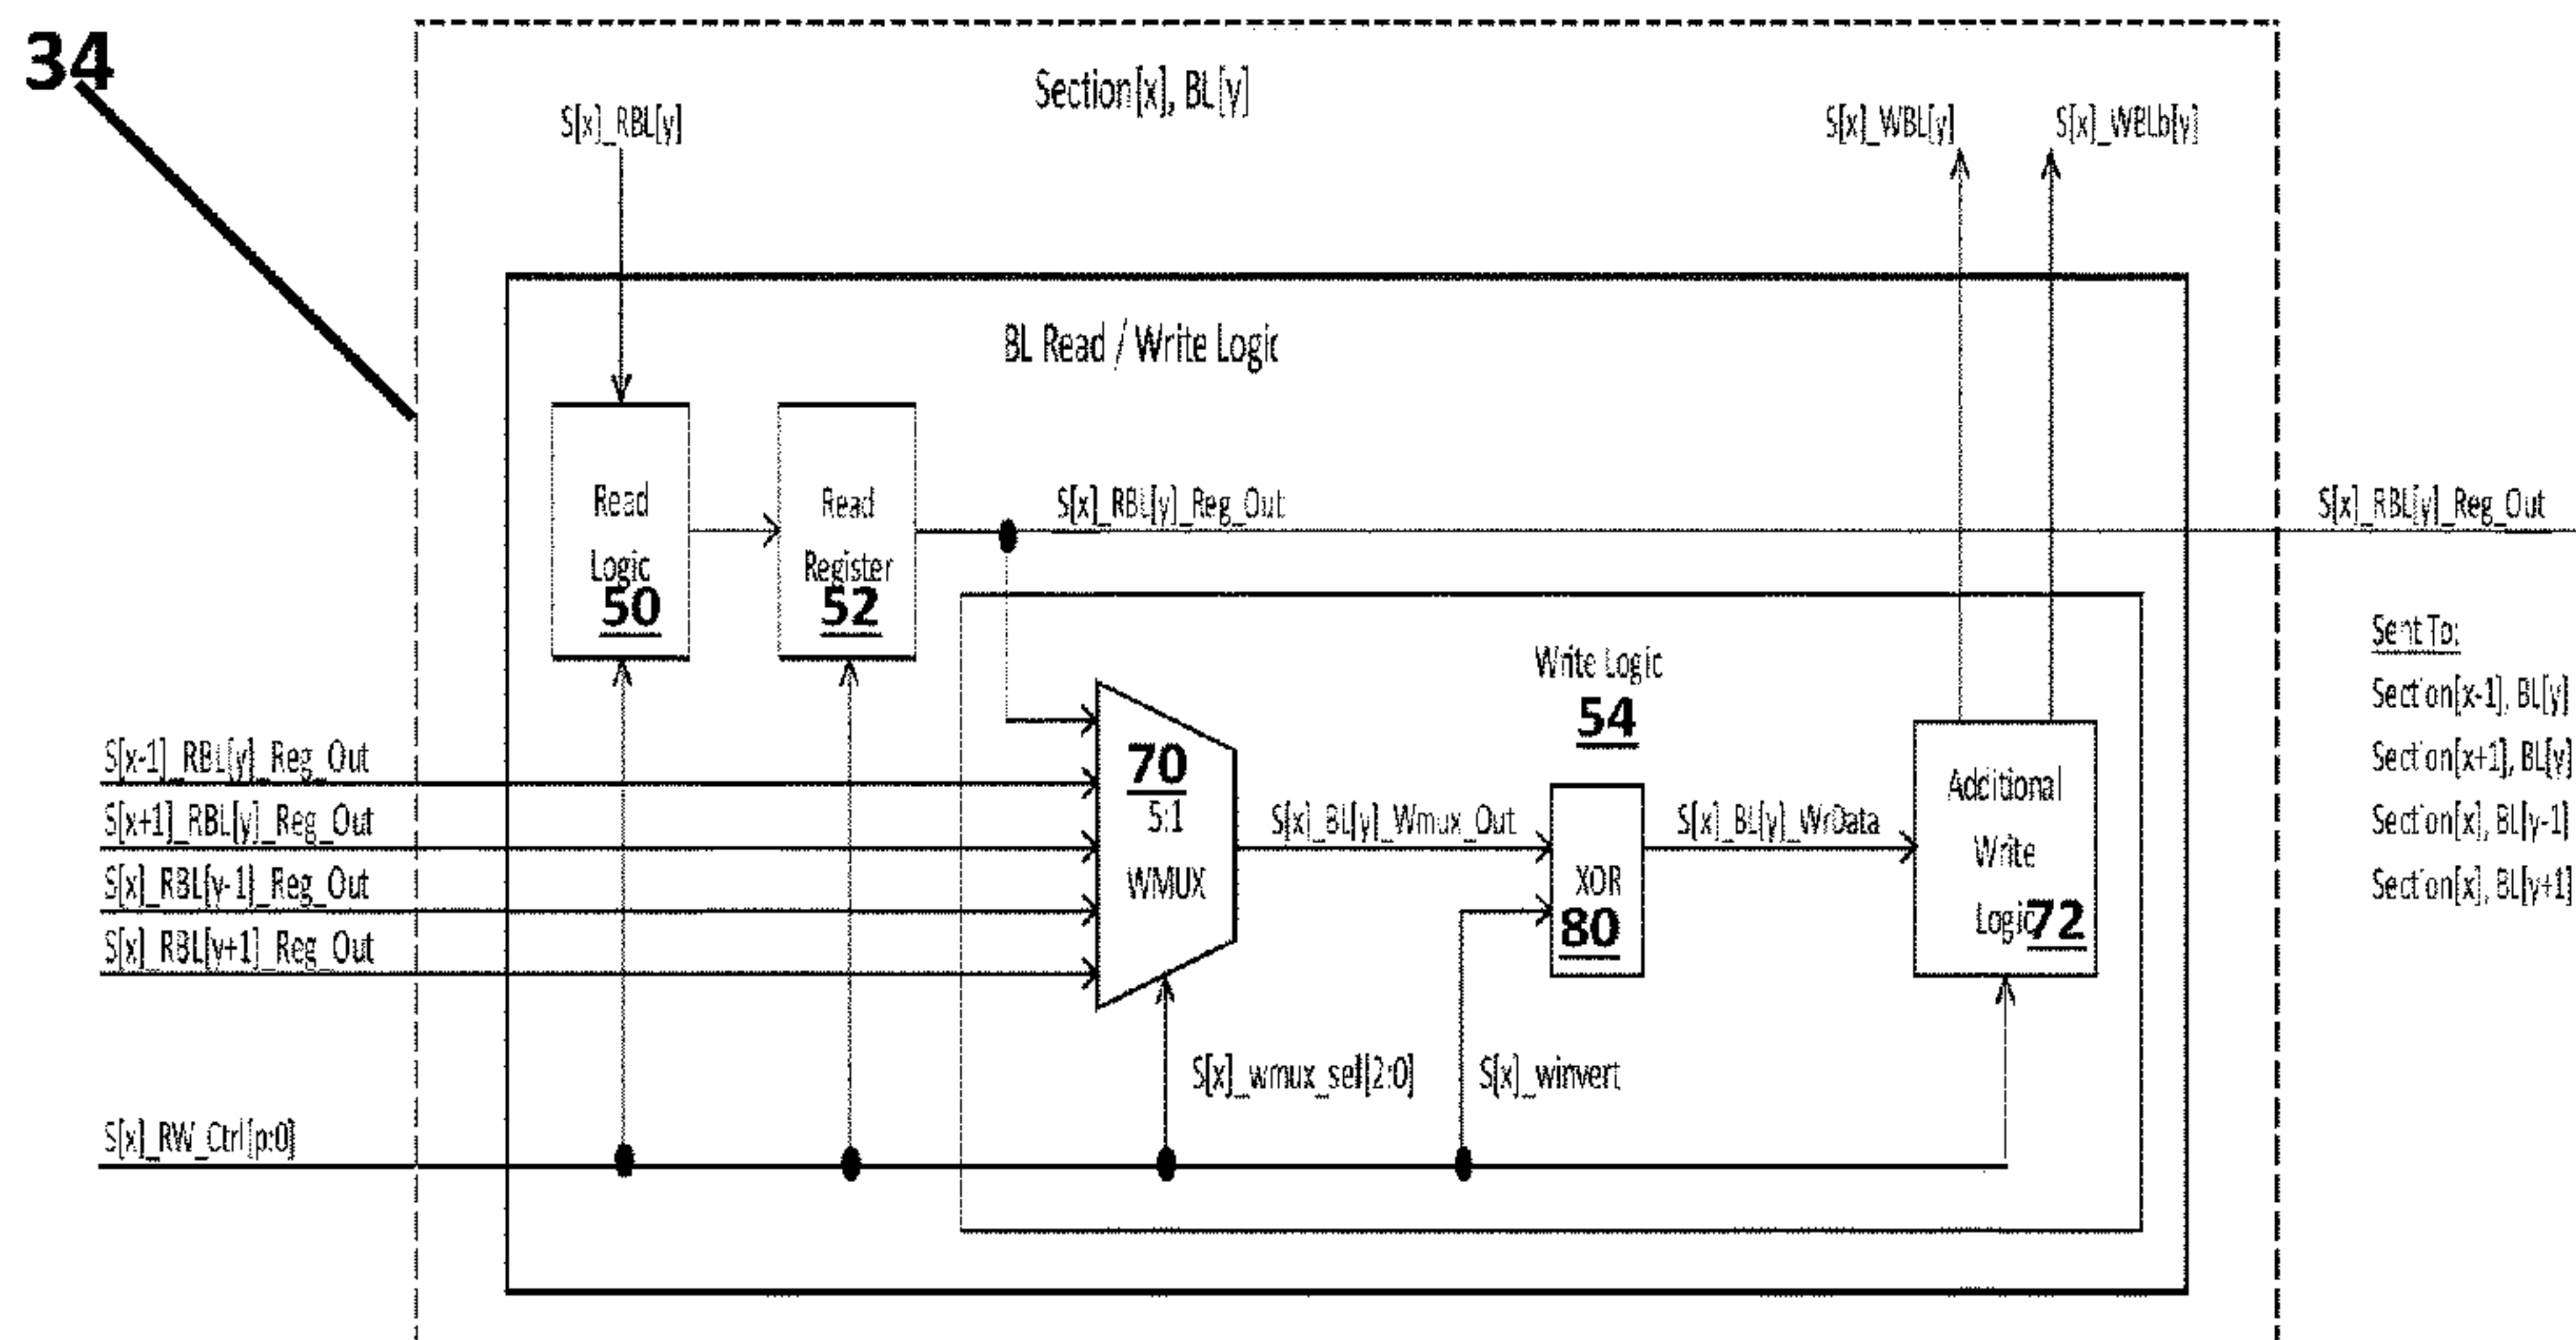 34
Section[x], BL[y]
S[x]_RBL[y]
S[x]_WBL[y]
S[x]_WBLb[y]
BL Read / Write Logic
Read
Logic
50
Read
Register
52
S[x]_RBL[y]_Reg_Out
S[x]_RBL[y]_Reg_Out
Sent To:
Section[x-1], BL[y]
Section[x+1], BL[y]
Section[x], BL[y-1]
Section[x], BL[y+1]
Write Logic
54
S[x-1]_RBL[y]_Reg_Out
S[x+1]_RBL[y]_Reg_Out
S[x]_RBL[y-1]_Reg_Out
S[x]_RBL[y+1]_Reg_Out
70
5:1
WMUX
S[x]_BL[y]_Wmux_Out
XOR
80
S[x]_BL[y]_WrData
Additional
Write
Logic
72
S[x]_wmux_sel[2:0]
S[x]_winvert
S[x]_RW_Ctrl[p:0]